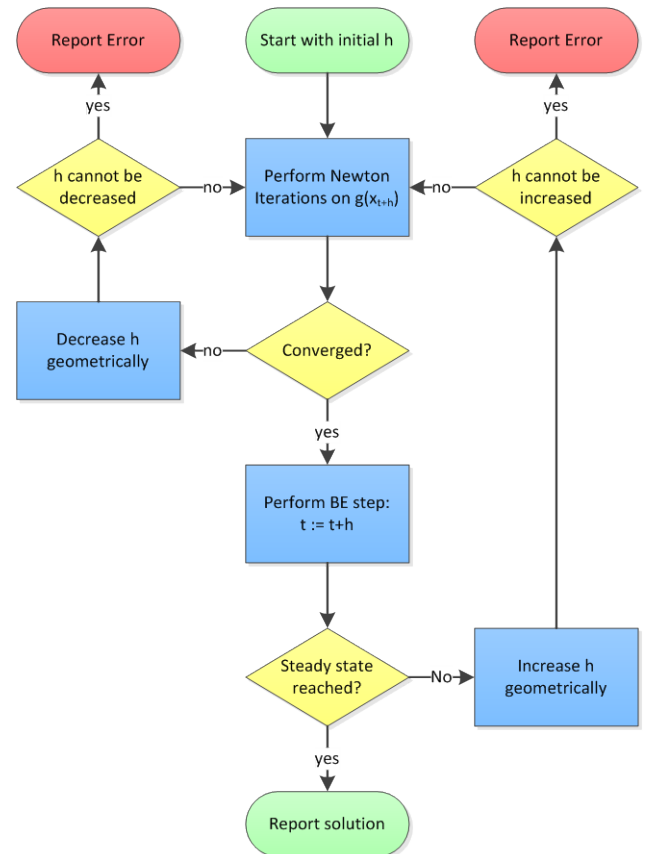 Report Error
Start with initial h
Report Error
yes
yes
h cannot be
decreased
no
Perform Newton
Iterations on g(xₜ₊ₕ)
no
h cannot be
increased
Decrease h
geometrically
no
Converged?
yes
Perform BE step:
t := t+h
Steady state
reached?
No
Increase h
geometrically
yes
Report solution